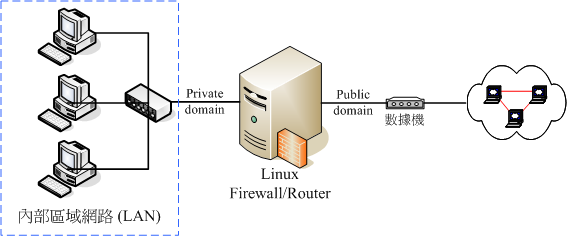 Private
domain
Public
domain
數據機
Linux
Firewall/Router
內部區域網路 (LAN)